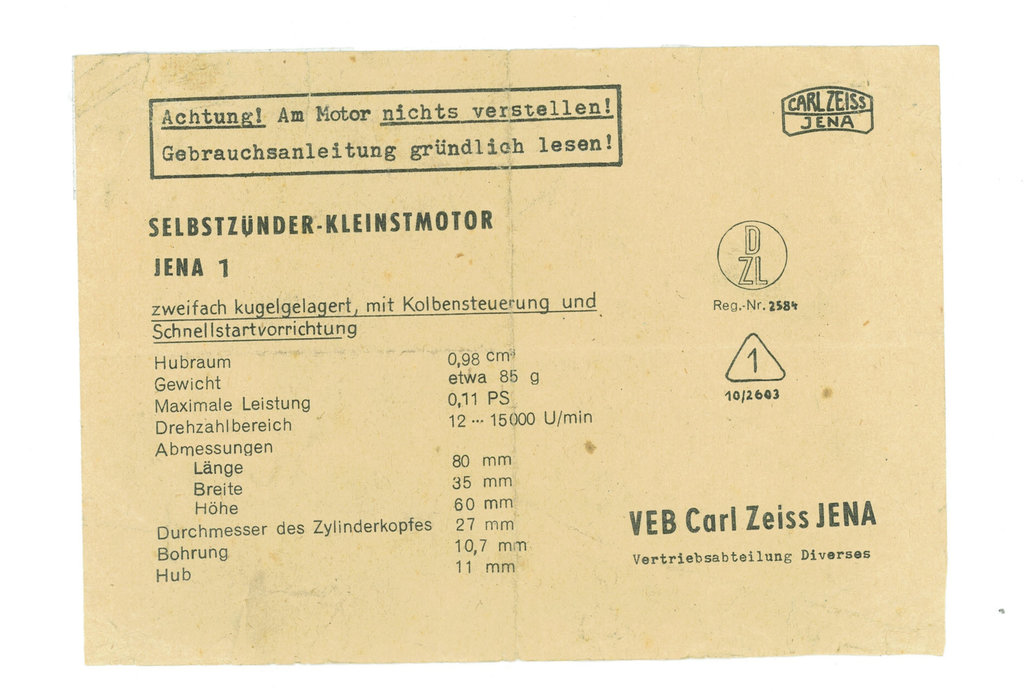 Achtung! Am Motor nichts verstellen!
Gebrauchsanleitung gründlich lesen!
CARL ZEISS
JENA
SELBSTZÜNDER-KLEINSTMOTOR
JENA 1
zweifach kugelgelagert, mit Kolbensteuerung und
Schnellstartvorrichtung
Hubraum 0,98 cm³
Gewicht etwa 85 g
Maximale Leistung 0,11 PS
Drehzahlbereich 12 ... 15000 U/min
Abmessungen
Länge 80 mm
Breite 35 mm
Höhe 60 mm
Durchmesser des Zylinderkopfes 27 mm
Bohrung 10,7 mm
Hub 11 mm
D
ZL
Reg.-Nr. 2584
1
10/2603
VEB Carl Zeiss JENA
Vertriebsabteilung Diverses